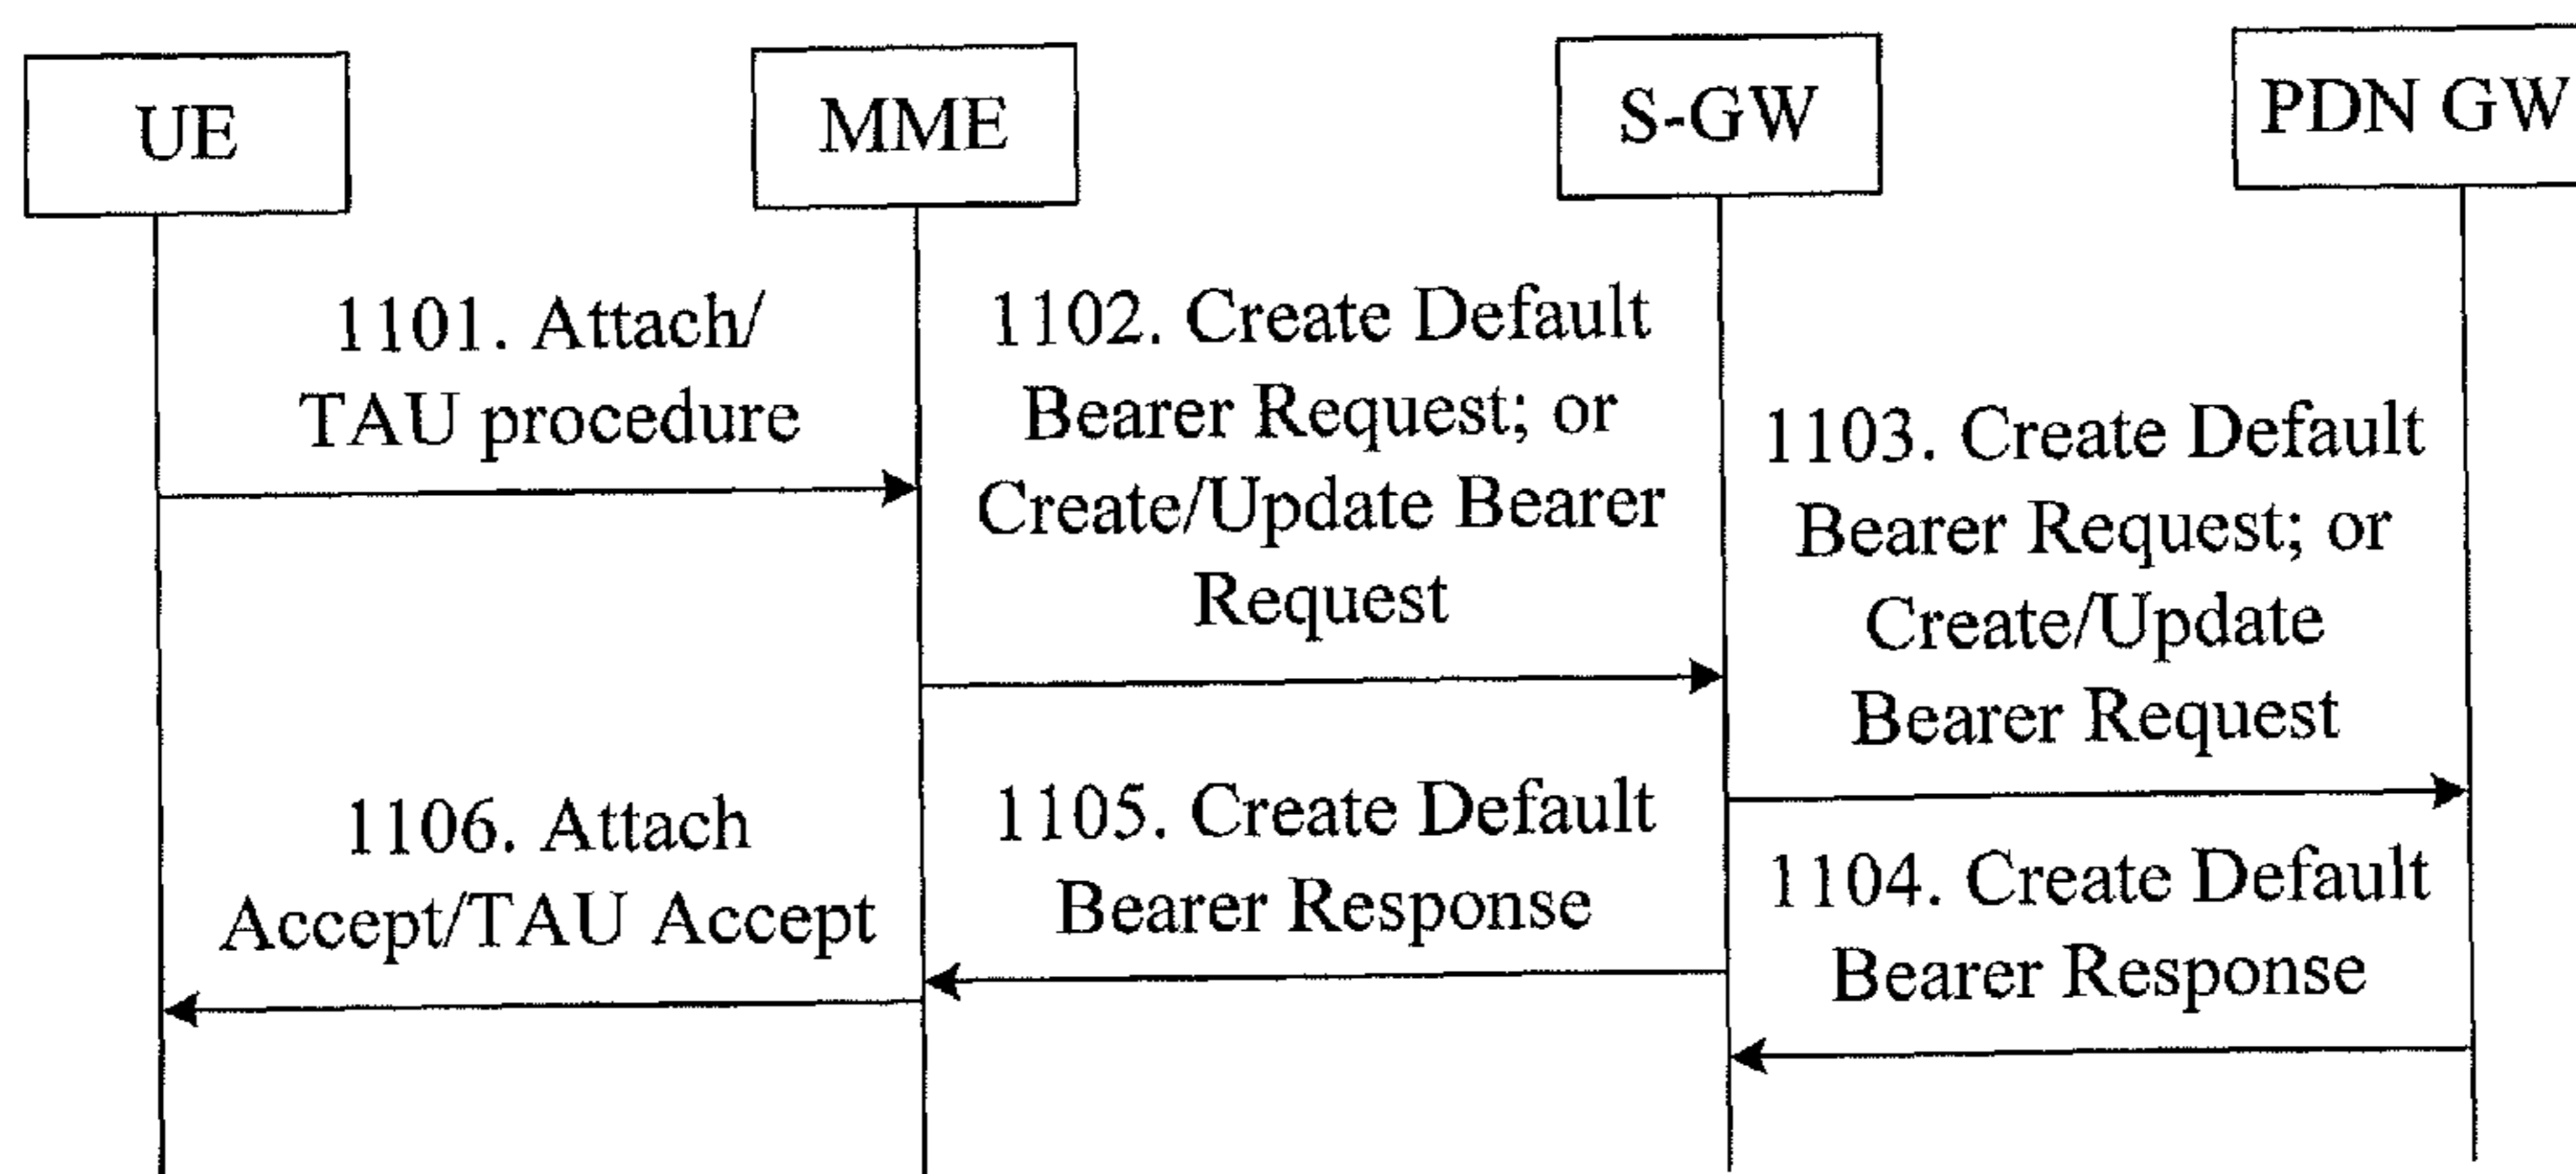 UE
MME
S-GW
PDN GW
1101. Attach/
TAU procedure
1102. Create Default
Bearer Request; or
Create/Update Bearer
Request
1103. Create Default
Bearer Request; or
Create/Update
Bearer Request
1104. Create Default
Bearer Response
1105. Create Default
Bearer Response
1106. Attach
Accept/TAU Accept